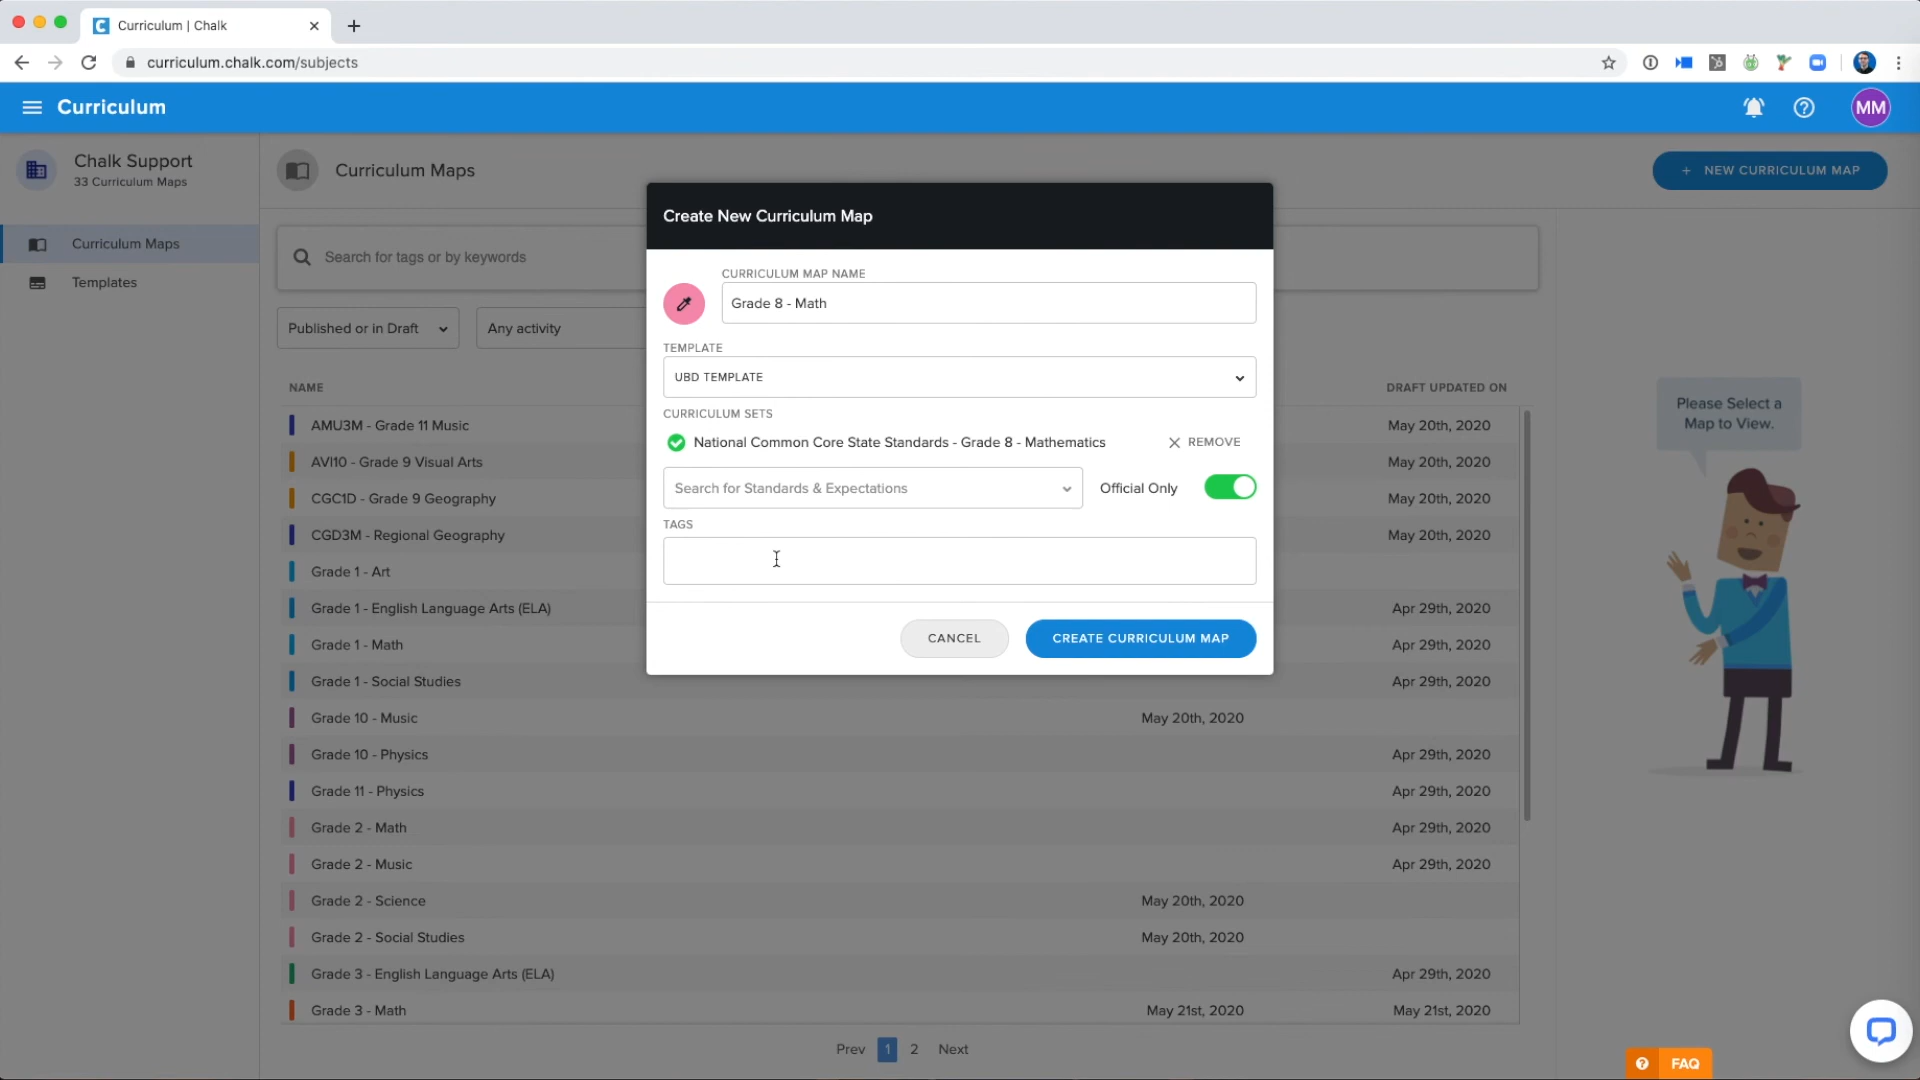 Curriculum | Chalk
curriculum.chalk.com/subjects
Curriculum
MM
Chalk Support
33 Curriculum Maps
Curriculum Maps
Templates
Curriculum Maps
+ NEW CURRICULUM MAP
Search for tags or by keywords
Published or in Draft
Any activity
NAME
DRAFT UPDATED ON
AMU3M - Grade 11 Music
May 20th, 2020
AVI10 - Grade 9 Visual Arts
May 20th, 2020
CGC1D - Grade 9 Geography
May 20th, 2020
CGD3M - Regional Geography
May 20th, 2020
Grade 1 - Art
Grade 1 - English Language Arts (ELA)
Apr 29th, 2020
Grade 1 - Math
Apr 29th, 2020
Grade 1 - Social Studies
Apr 29th, 2020
Grade 10 - Music
May 20th, 2020
Grade 10 - Physics
Apr 29th, 2020
Grade 11 - Physics
Apr 29th, 2020
Grade 2 - Math
Apr 29th, 2020
Grade 2 - Music
Apr 29th, 2020
Grade 2 - Science
May 20th, 2020
Grade 2 - Social Studies
May 20th, 2020
Grade 3 - English Language Arts (ELA)
Apr 29th, 2020
Grade 3 - Math
May 21st, 2020
May 21st, 2020
Prev 1 2 Next
Create New Curriculum Map
CURRICULUM MAP NAME
Grade 8 - Math
TEMPLATE
UBD TEMPLATE
CURRICULUM SETS
National Common Core State Standards - Grade 8 - Mathematics
REMOVE
Search for Standards & Expectations
Official Only
TAGS
CANCEL
CREATE CURRICULUM MAP
Please Select a
Map to View.
FAQ